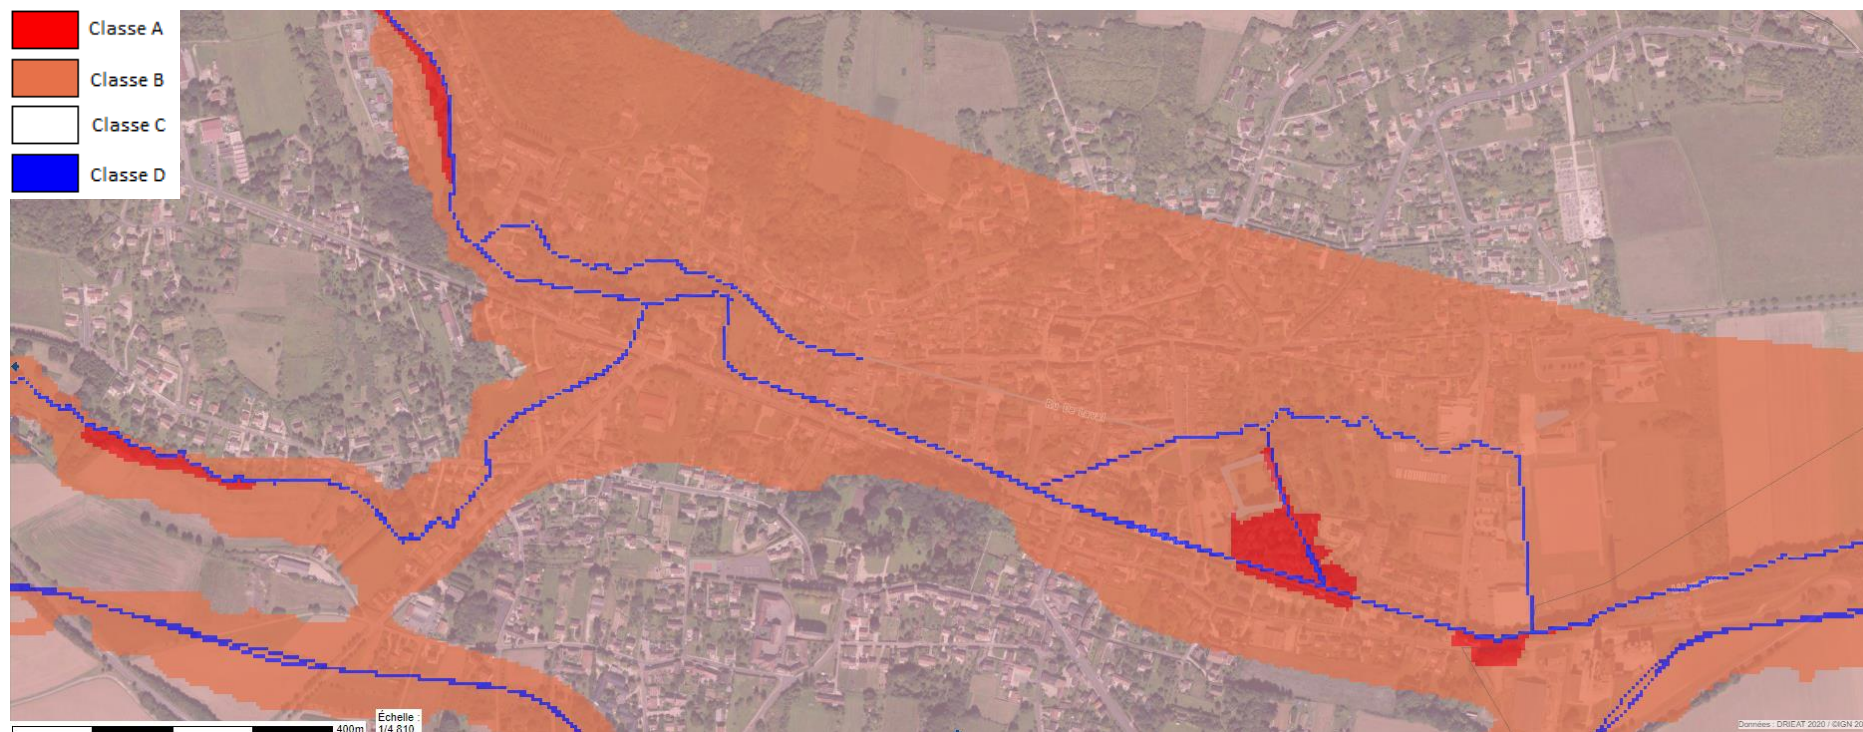 Classe A
Classe B
Classe C
Classe D
Échelle :
1/4 810
400m
Données : DRIEAT 2020 / ©IGN 20